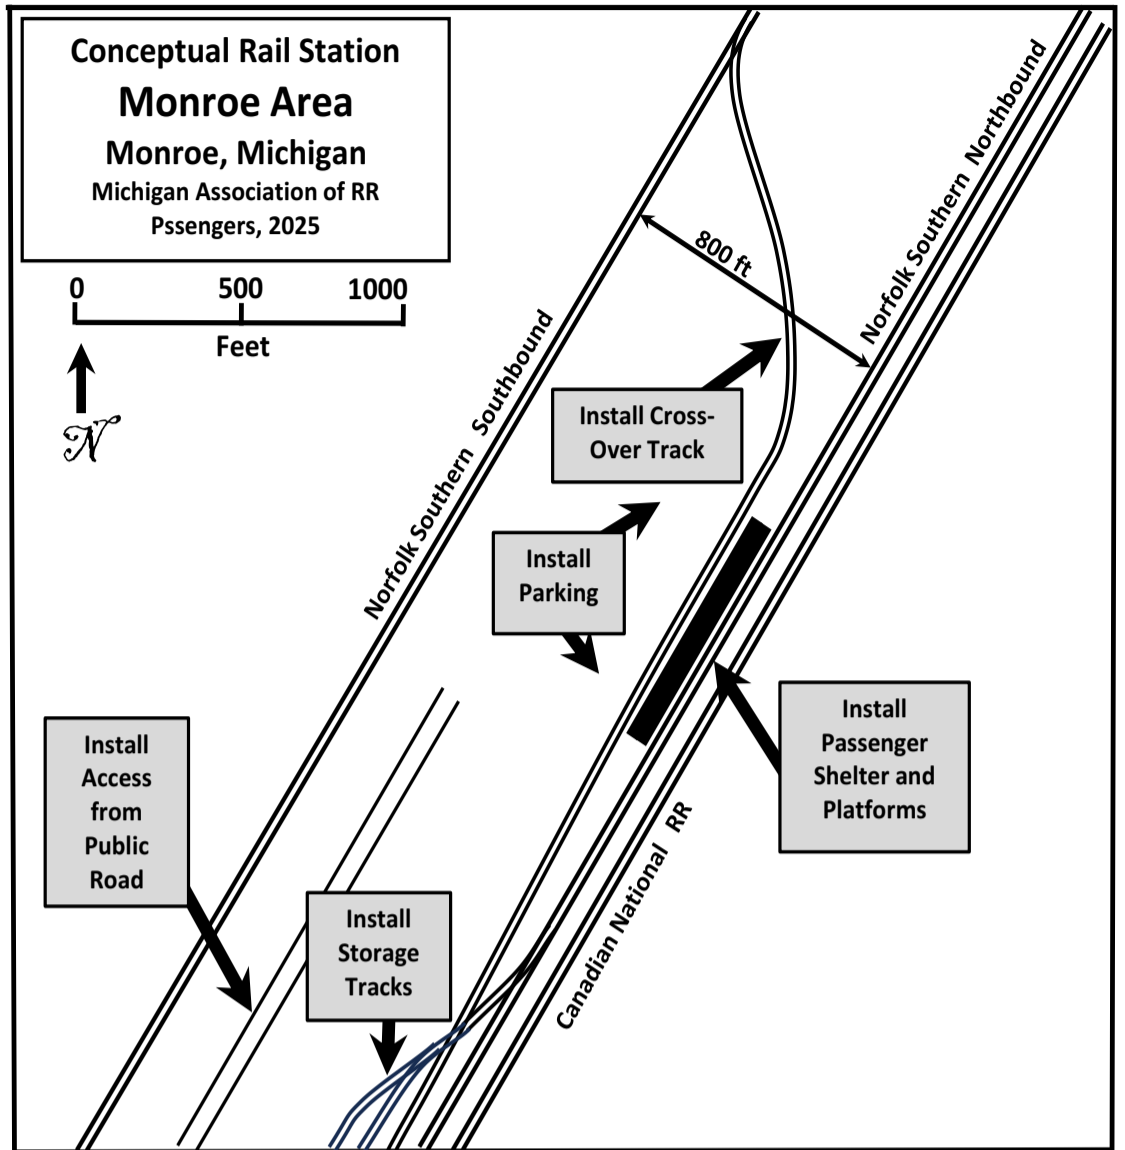 Conceptual Rail Station
Monroe Area
Monroe, Michigan
Michigan Association of RR
Pssengers, 2025
0 500 1000
Feet
N
800 ft
Norfolk Southern Northbound
Norfolk Southern Southbound
Install Cross-
Over Track
Install
Parking
Install
Passenger
Shelter and
Platforms
Install
Access
from
Public
Road
Install
Storage
Tracks
Canadian National RR